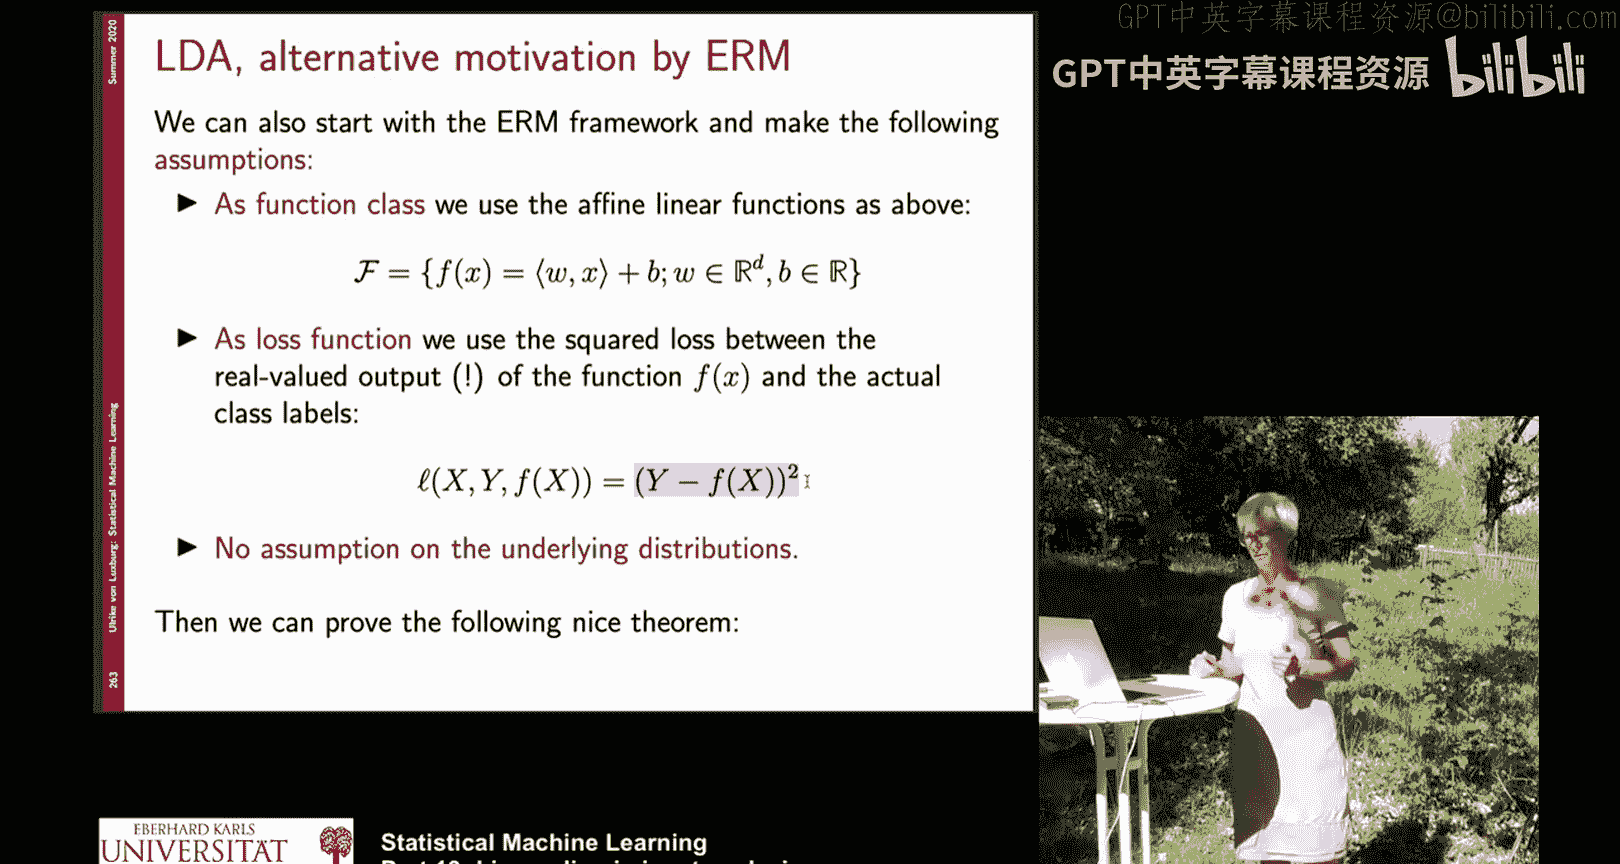 GPT中英字幕课程资源@bilibili.com
GPT中英字幕课程资源 bilibili
Summer 2020
Ulrike von Luxburg: Statistical Machine Learning
263
LDA, alternative motivation by ERM
We can also start with the ERM framework and make the following
assumptions:
► As function class we use the affine linear functions as above:
F = {f(x) = ⟨w, x⟩ + b; w ∈ ℝ^d, b ∈ ℝ}
► As loss function we use the squared loss between the
real-valued output (!) of the function f(x) and the actual
class labels:
ℓ(X, Y, f(X)) = (Y − f(X))²
► No assumption on the underlying distributions.
Then we can prove the following nice theorem:
EBERHARD KARLS
UNIVERSITÄT
Statistical Machine Learning